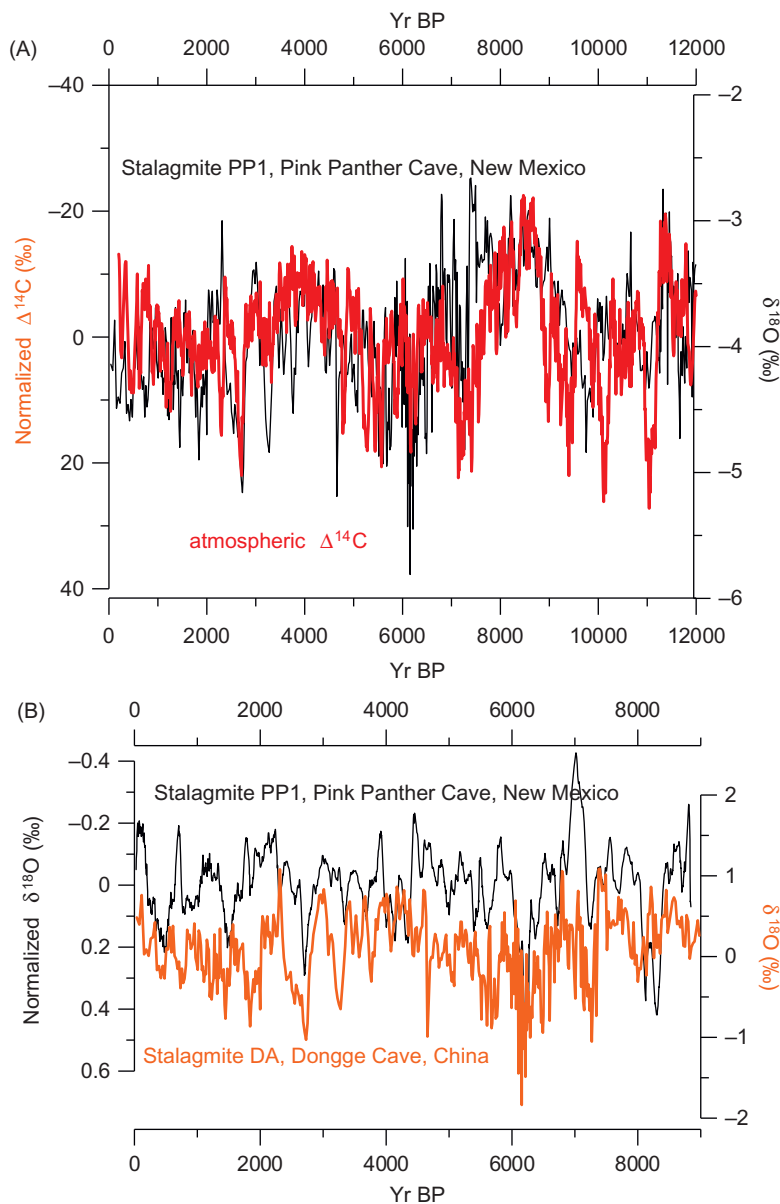 Yr BP
(A) 0 2000 4000 6000 8000 10000 12000
–40 –2
Stalagmite PP1, Pink Panther Cave, New Mexico
–20 –3
Normalized Δ¹⁴C (‰)
0 –4
δ¹⁸O (‰)
20 –5
atmospheric Δ¹⁴C
40 –6
0 2000 4000 6000 8000 10000 12000
Yr BP
(B) 0 2000 4000 6000 8000
–0.4
Stalagmite PP1, Pink Panther Cave, New Mexico
2
–0.2
Normalized δ¹⁸O (‰)
0 1
0.2 0
δ¹⁸O (‰)
0.4 –1
Stalagmite DA, Dongge Cave, China
0.6
–2
0 2000 4000 6000 8000
Yr BP